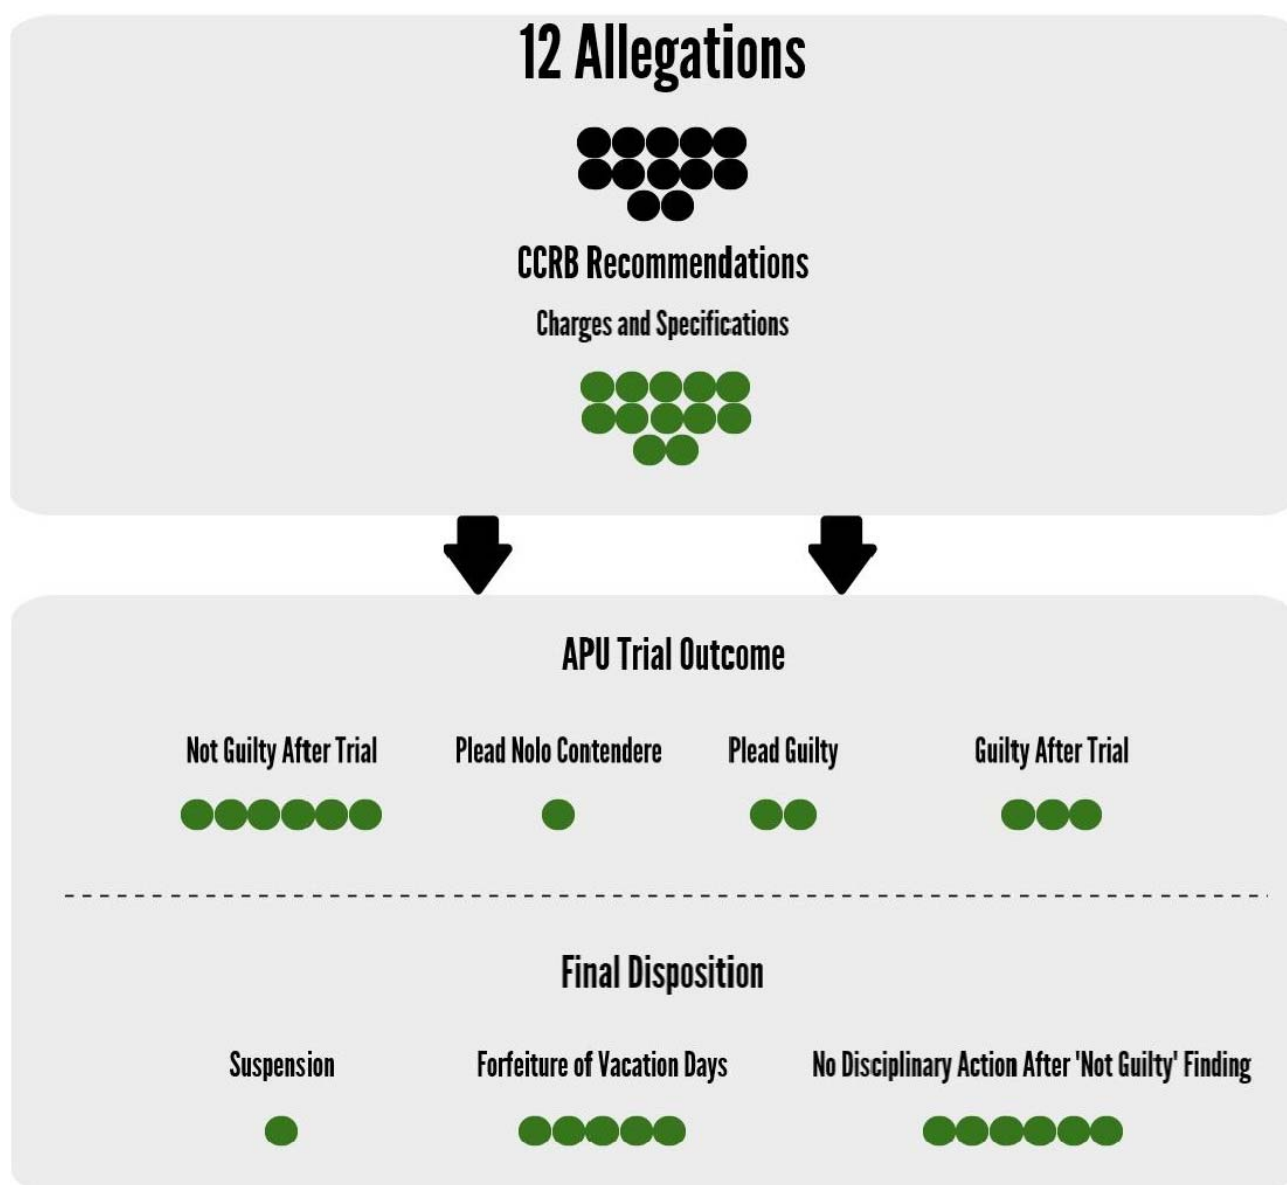 12 Allegations
CCRB Recommendations
Charges and Specifications
APU Trial Outcome
Not Guilty After Trial
Plead Nolo Contendere
Plead Guilty
Guilty After Trial
Final Disposition
Suspension
Forfeiture of Vacation Days
No Disciplinary Action After 'Not Guilty' Finding